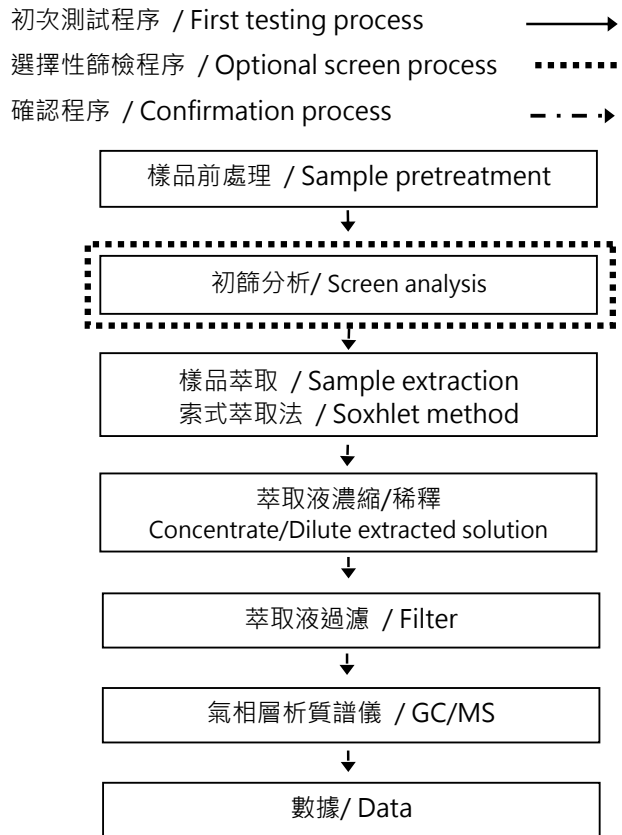 初次測試程序 / First testing process
選擇性篩檢程序 / Optional screen process
確認程序 / Confirmation process
樣品前處理 / Sample pretreatment
初篩分析/ Screen analysis
樣品萃取 / Sample extraction
索式萃取法 / Soxhlet method
萃取液濃縮/稀釋
Concentrate/Dilute extracted solution
萃取液過濾 / Filter
氣相層析質譜儀 / GC/MS
數據/ Data